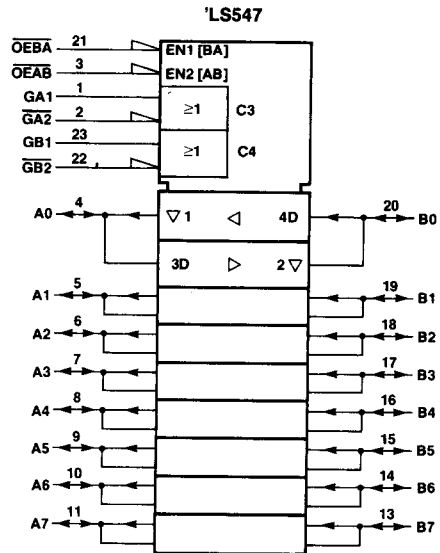 'LS547
OEBA 21 EN1 [BA]
OEAB 3 EN2 [AB]
GA1 1
≥1 C3
GA2 2
GB1 23
≥1 C4
GB2 22
A0 4 ▽1 ◁ 4D 20 B0
3D ▷ 2▽
A1 5 19 B1
A2 6 18 B2
A3 7 17 B3
A4 8 16 B4
A5 9 15 B5
A6 10 14 B6
A7 11 13 B7